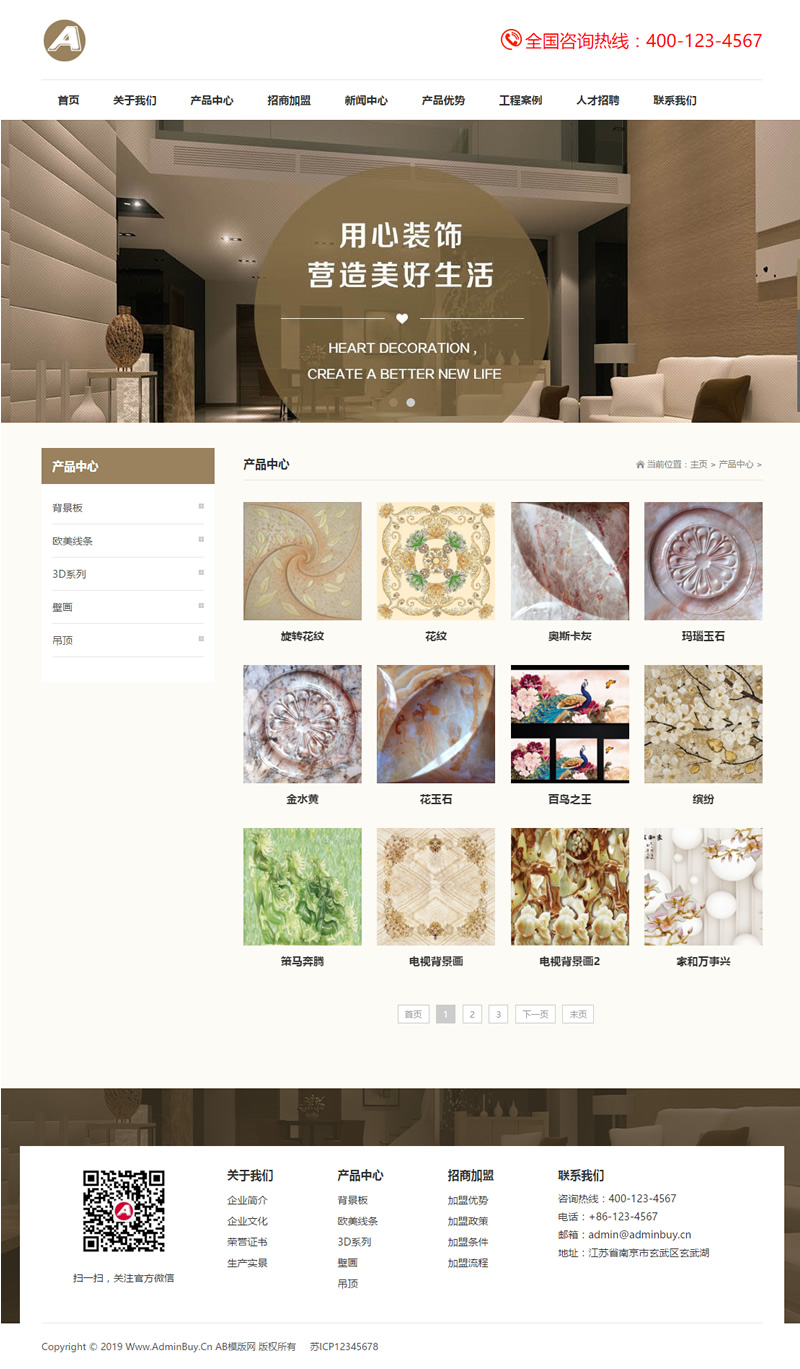 全国咨询热线：400-123-4567
首页 关于我们 产品中心 招商加盟 新闻中心 产品优势 工程案例 人才招聘 联系我们
用心装饰
营造美好生活
HEART DECORATION ,
CREATE A BETTER NEW LIFE
产品中心
背景板
欧美线条
3D系列
壁画
吊顶
产品中心
当前位置：主页 > 产品中心 >
旋转花纹 花纹 奥斯卡灰 玛瑙玉石
金水黄 花玉石 百鸟之王 缤纷
策马奔腾 电视背景画 电视背景画2 家和万事兴
首页 1 2 3 下一页 末页
扫一扫，关注官方微信
关于我们
企业简介
企业文化
荣誉证书
生产实景
产品中心
背景板
欧美线条
3D系列
壁画
吊顶
招商加盟
加盟优势
加盟政策
加盟条件
加盟流程
联系我们
咨询热线：400-123-4567
电话：+86-123-4567
邮箱：admin@adminbuy.cn
地址：江苏省南京市玄武区玄武湖
Copyright © 2019 Www.AdminBuy.Cn AB模版网 版权所有 苏ICP12345678